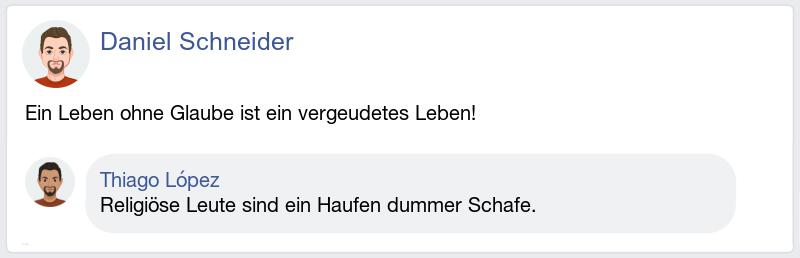 Daniel Schneider
Ein Leben ohne Glaube ist ein vergeudetes Leben!
Thiago López
Religiöse Leute sind ein Haufen dummer Schafe.